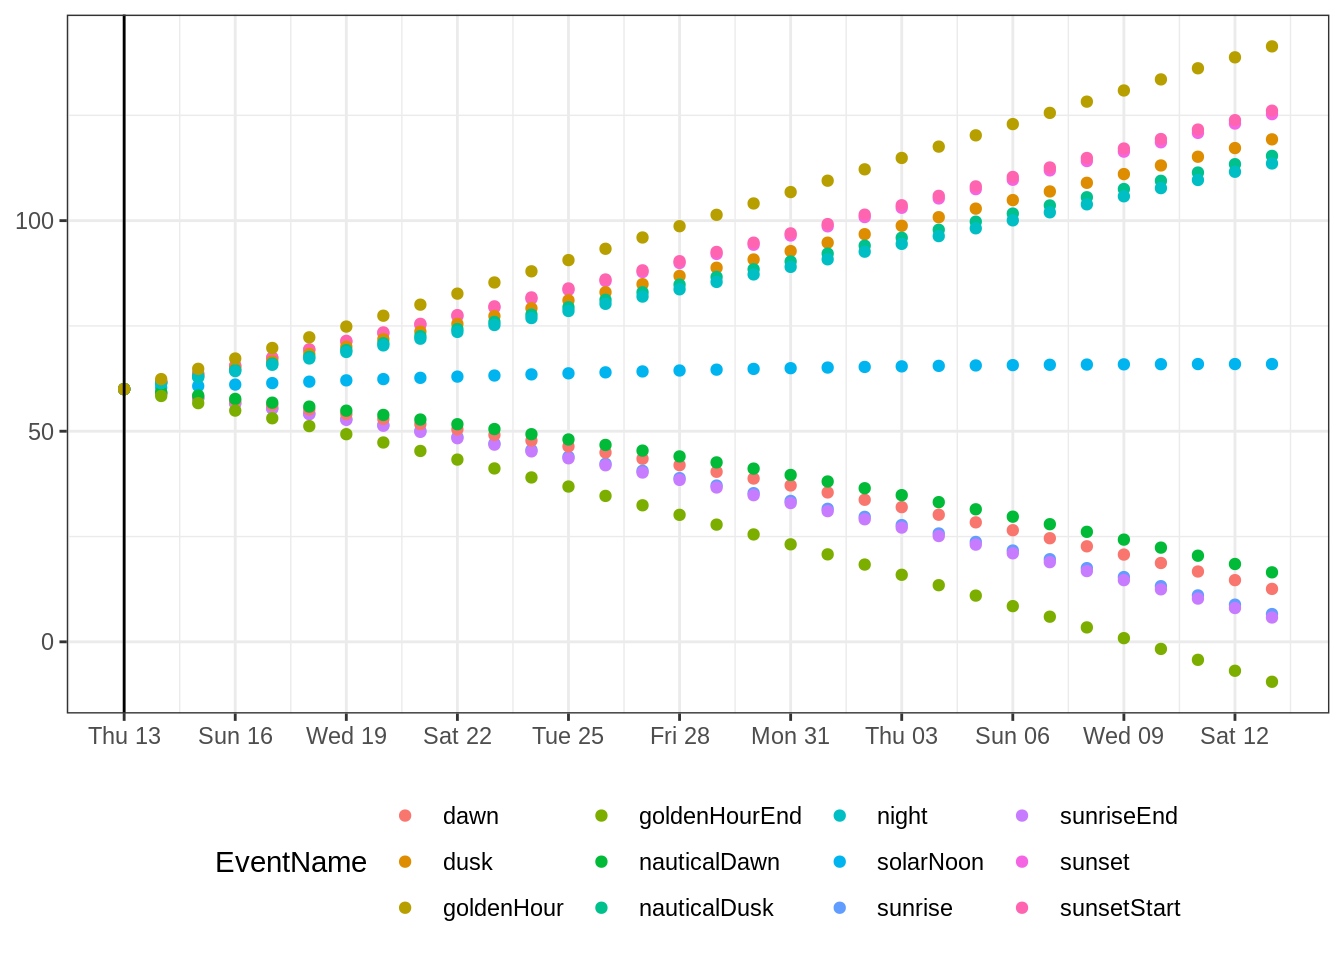 100
50
0
Thu 13 Sun 16 Wed 19 Sat 22 Tue 25 Fri 28 Mon 31 Thu 03 Sun 06 Wed 09 Sat 12
EventName
dawn goldenHourEnd night sunriseEnd
dusk nauticalDawn solarNoon sunset
goldenHour nauticalDusk sunrise sunsetStart